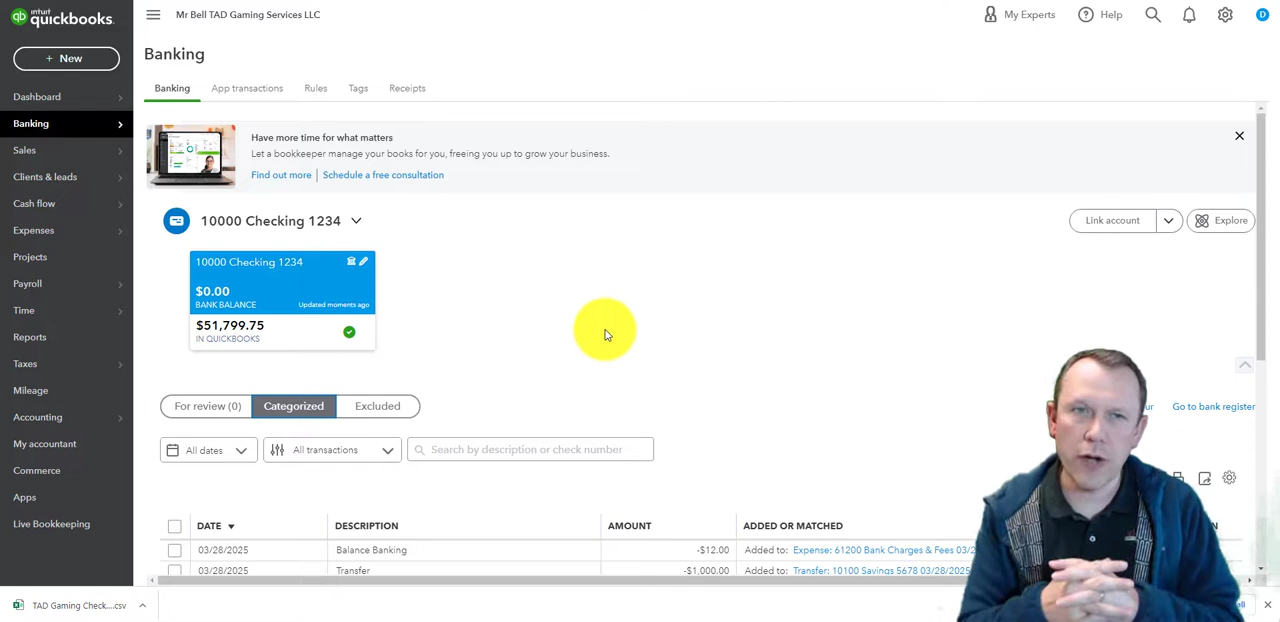 intuit
quickbooks.
Mr Bell TAD Gaming Services LLC
My Experts
Help
D
+ New
Banking
Dashboard
Banking
Sales
Clients & leads
Cash flow
Expenses
Projects
Payroll
Time
Reports
Taxes
Mileage
Accounting
My accountant
Commerce
Apps
Live Bookkeeping
Banking App transactions Rules Tags Receipts
Have more time for what matters
Let a bookkeeper manage your books for you, freeing you up to grow your business.
Find out more | Schedule a free consultation
10000 Checking 1234
Link account
Explore
10000 Checking 1234
$0.00
BANK BALANCE Updated moments ago
$51,799.75
IN QUICKBOOKS
For review (0) Categorized Excluded
Go to bank register
All dates All transactions Search by description or check number
DATE DESCRIPTION AMOUNT ADDED OR MATCHED
03/28/2025 Balance Banking -$12.00 Added to: Expense: 61200 Bank Charges & Fees 03/2
03/28/2025 Transfer -$1,000.00 Added to: Transfer: 10100 Savings 5678 03/28/2025
TAD Gaming Check....csv